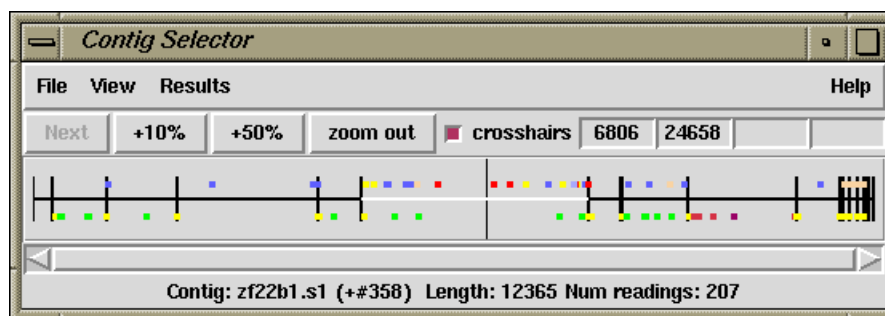 Contig Selector
File View Results Help
Next +10% +50% zoom out crosshairs 6806 24658
Contig: zf22b1.s1 (+#358) Length: 12365 Num readings: 207